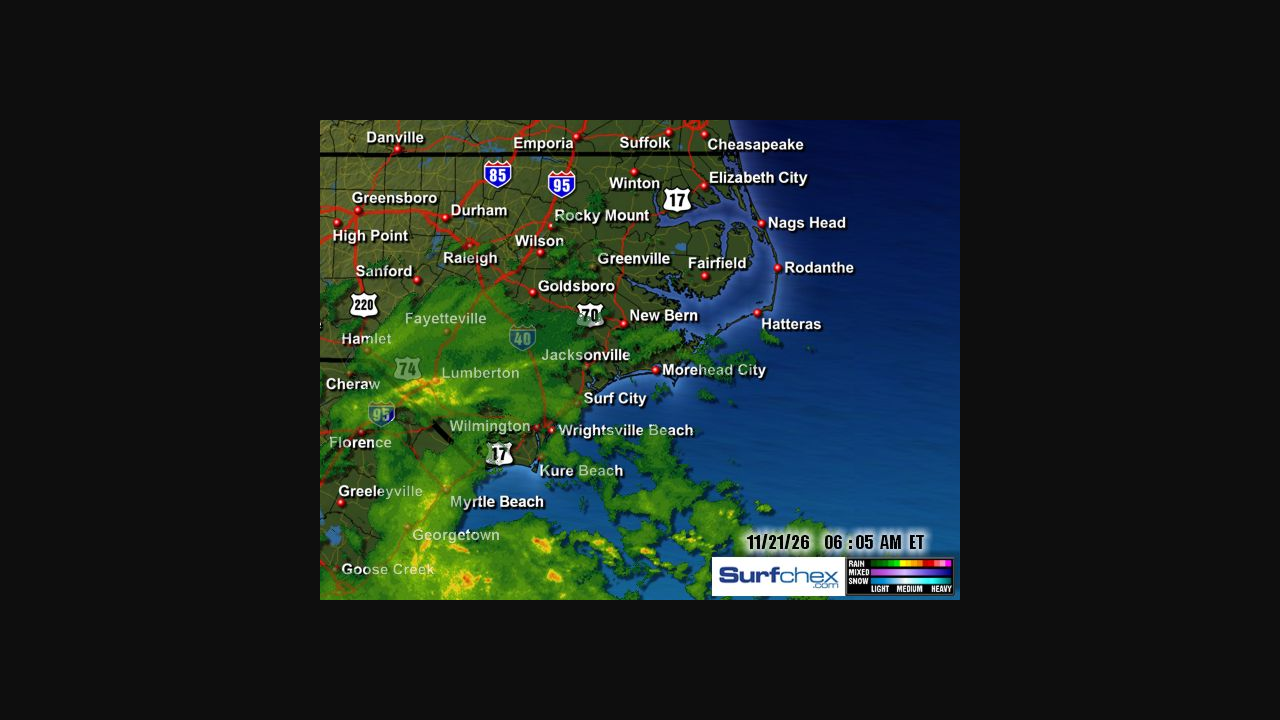 Danville
Emporia
Suffolk
Cheasapeake
85
95
Winton
17
Elizabeth City
Greensboro
Durham
Rocky Mount
Nags Head
High Point
Wilson
Raleigh
Greenville
Fairfield
Rodanthe
Sanford
Goldsboro
220
Fayetteville
70
New Bern
Hatteras
Hamlet
40
Jacksonville
74
Lumberton
Morehead City
Cheraw
Surf City
95
Wilmington
Wrightsville Beach
Florence
17
Kure Beach
Greeleyville
Myrtle Beach
Georgetown
11/21/26 06:05 AM ET
Goose Creek
Surfchex
.com
RAIN
MIXED
SNOW
LIGHT MEDIUM HEAVY